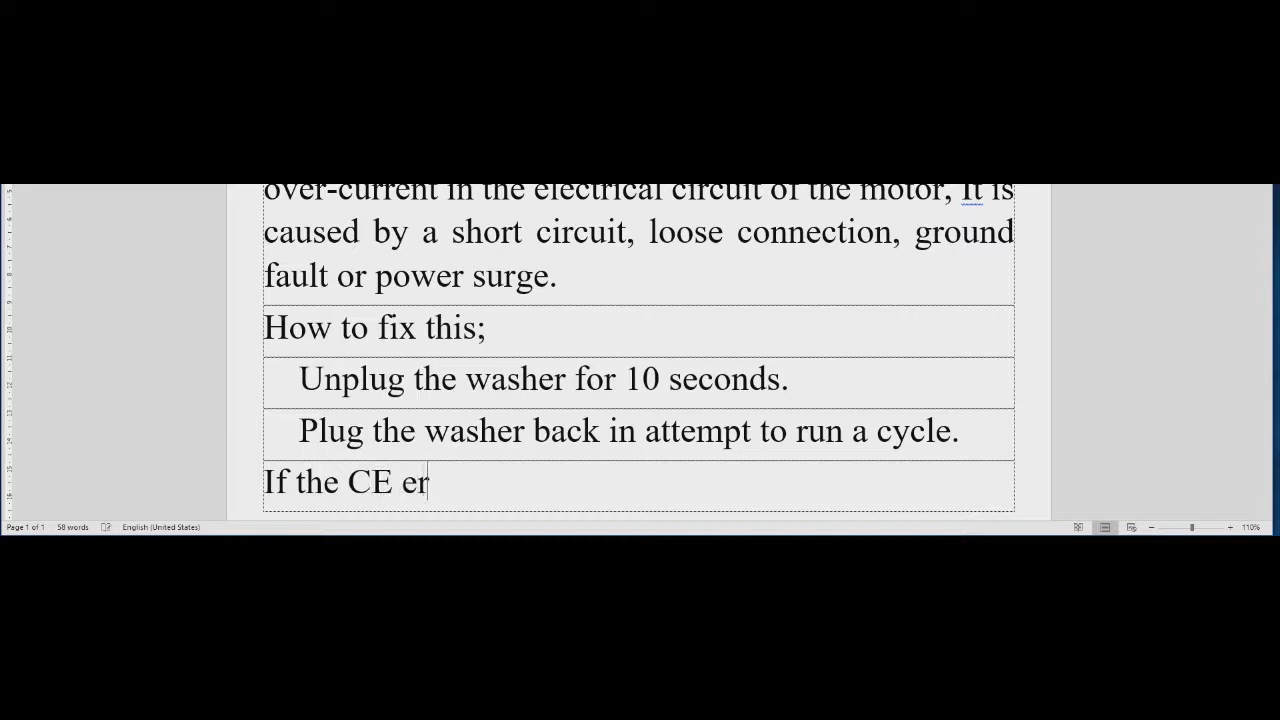 over-current in the electrical circuit of the motor, It is
caused by a short circuit, loose connection, ground
fault or power surge.
How to fix this;
Unplug the washer for 10 seconds.
Plug the washer back in attempt to run a cycle.
If the CE er
Page 1 of 1 58 words English (United States) 110%